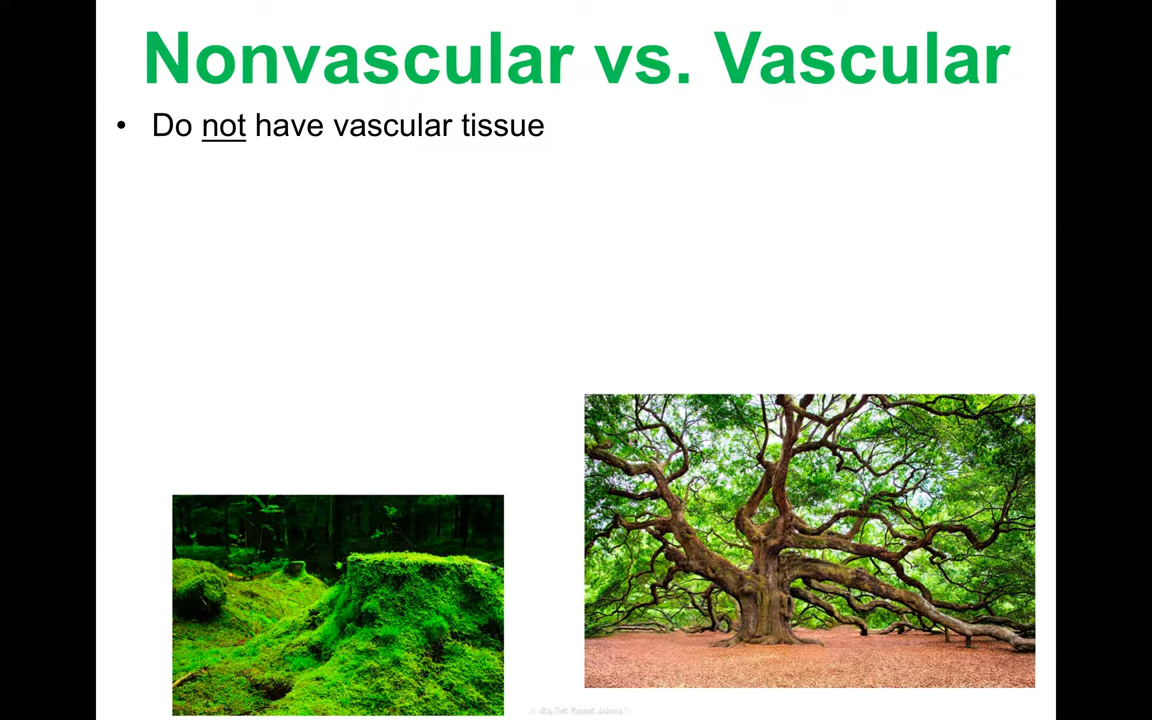 Nonvascular vs. Vascular
• Do not have vascular tissue